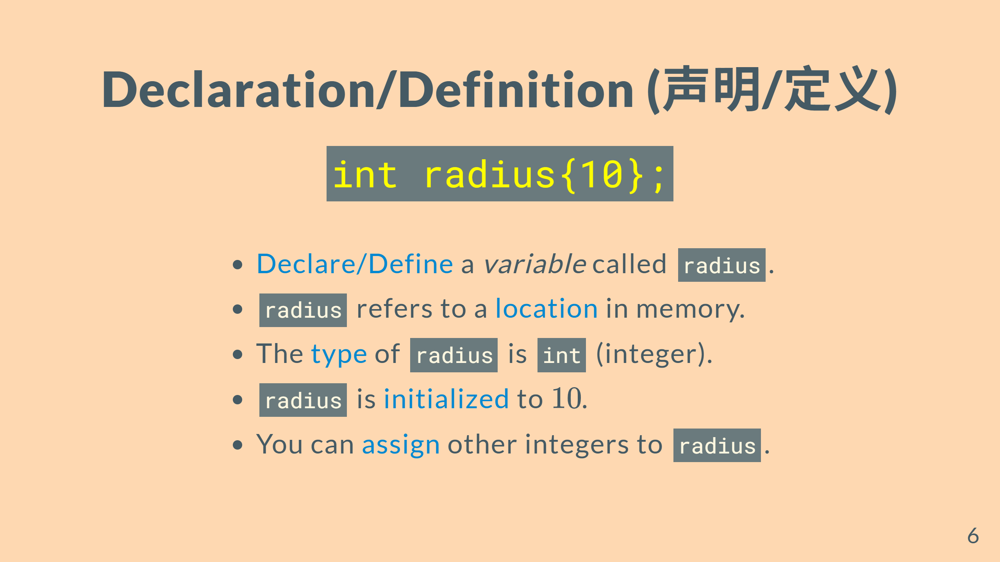 Declaration/Definition (声明/定义)
int radius{10};
• Declare/Define a variable called radius.
• radius refers to a location in memory.
• The type of radius is int (integer).
• radius is initialized to 10.
• You can assign other integers to radius.
6